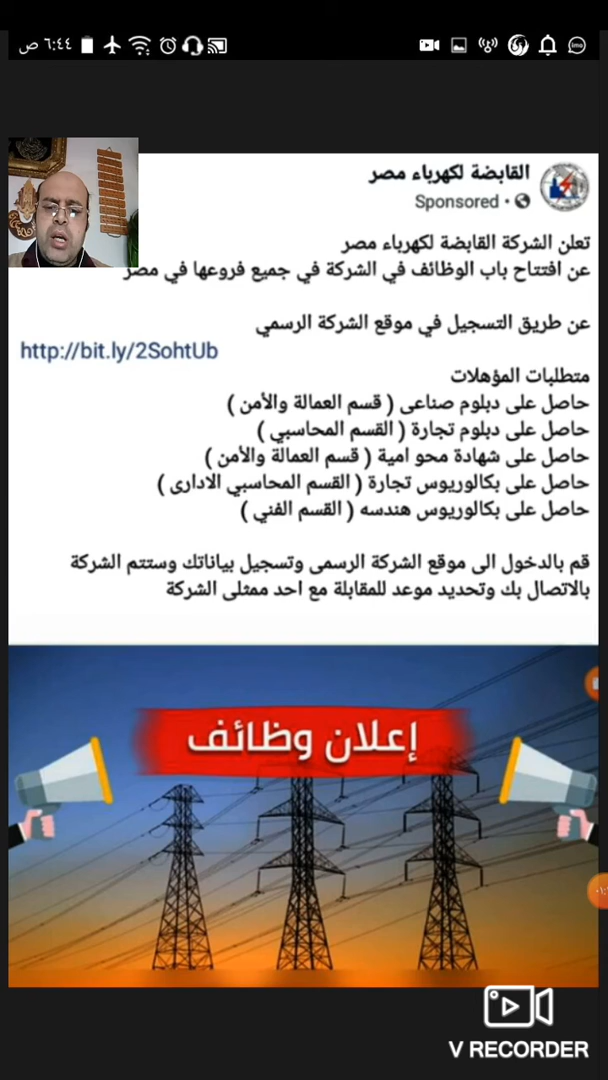 ٦:٤٤ ص
القابضة لكهرباء مصر
Sponsored
تعلن الشركة القابضة لكهرباء مصر
عن افتتاح باب الوظائف في الشركة في جميع فروعها في مصر
عن طريق التسجيل في موقع الشركة الرسمي
http://bit.ly/2SohtUb
متطلبات المؤهلات
حاصل على دبلوم صناعى ( قسم العمالة والأمن )
حاصل على دبلوم تجارة ( القسم المحاسبي )
حاصل على شهادة محو امية ( قسم العمالة والأمن )
حاصل على بكالوريوس تجارة ( القسم المحاسبي الادارى )
حاصل على بكالوريوس هندسه ( القسم الفني )
قم بالدخول الى موقع الشركة الرسمى وتسجيل بياناتك وستتم الشركة
بالاتصال بك وتحديد موعد للمقابلة مع احد ممثلى الشركة
إعلان وظائف
V RECORDER